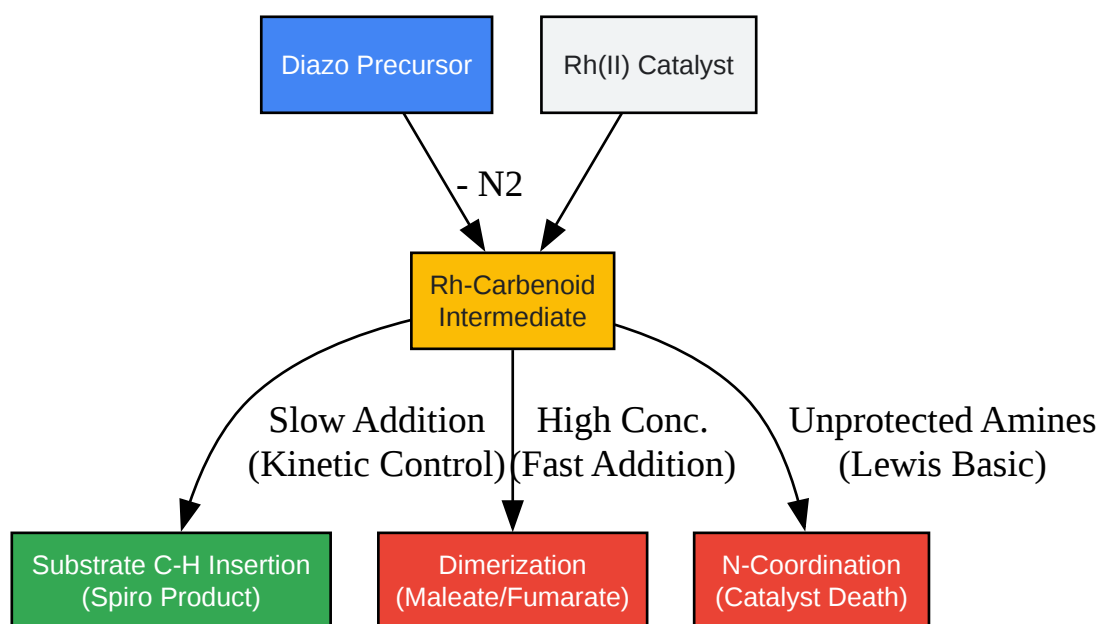 Diazo Precursor
Rh(II) Catalyst
- N2
Rh-Carbenoid
Intermediate
Slow Addition
(Kinetic Control)
High Conc.
(Fast Addition)
Unprotected Amines
(Lewis Basic)
Substrate C-H Insertion
(Spiro Product)
Dimerization
(Maleate/Fumarate)
N-Coordination
(Catalyst Death)